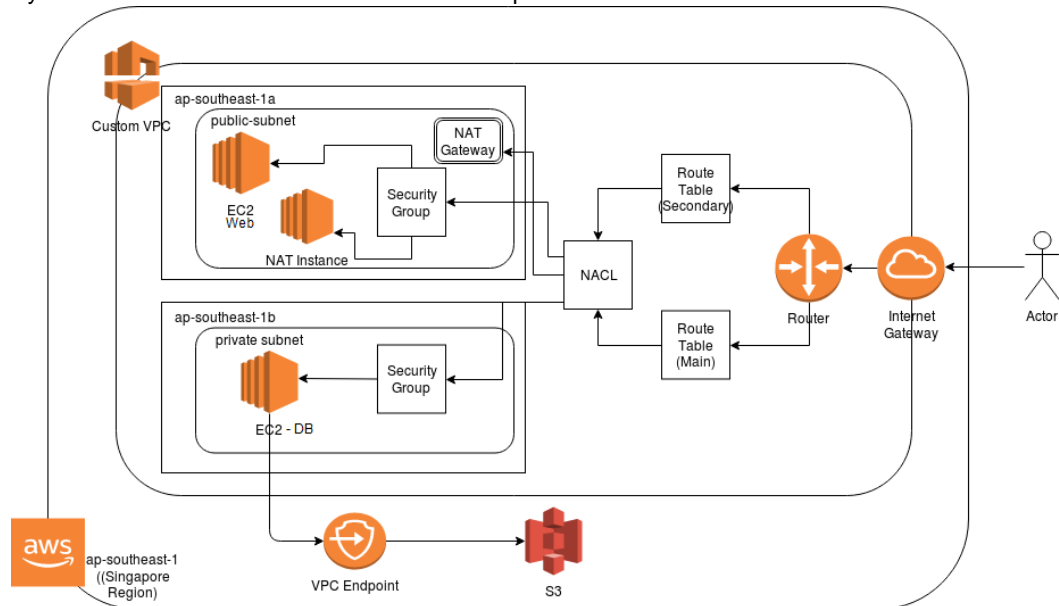 Custom VPC
ap-southeast-1a
public-subnet
NAT
Gateway
EC2
Web
Security
Group
NAT Instance
Route
Table
(Secondary)
NACL
Router
Internet
Gateway
Actor
ap-southeast-1b
private subnet
Security
Group
EC2 - DB
Route
Table
(Main)
aws
ap-southeast-1
((Singapore
Region)
VPC Endpoint
S3